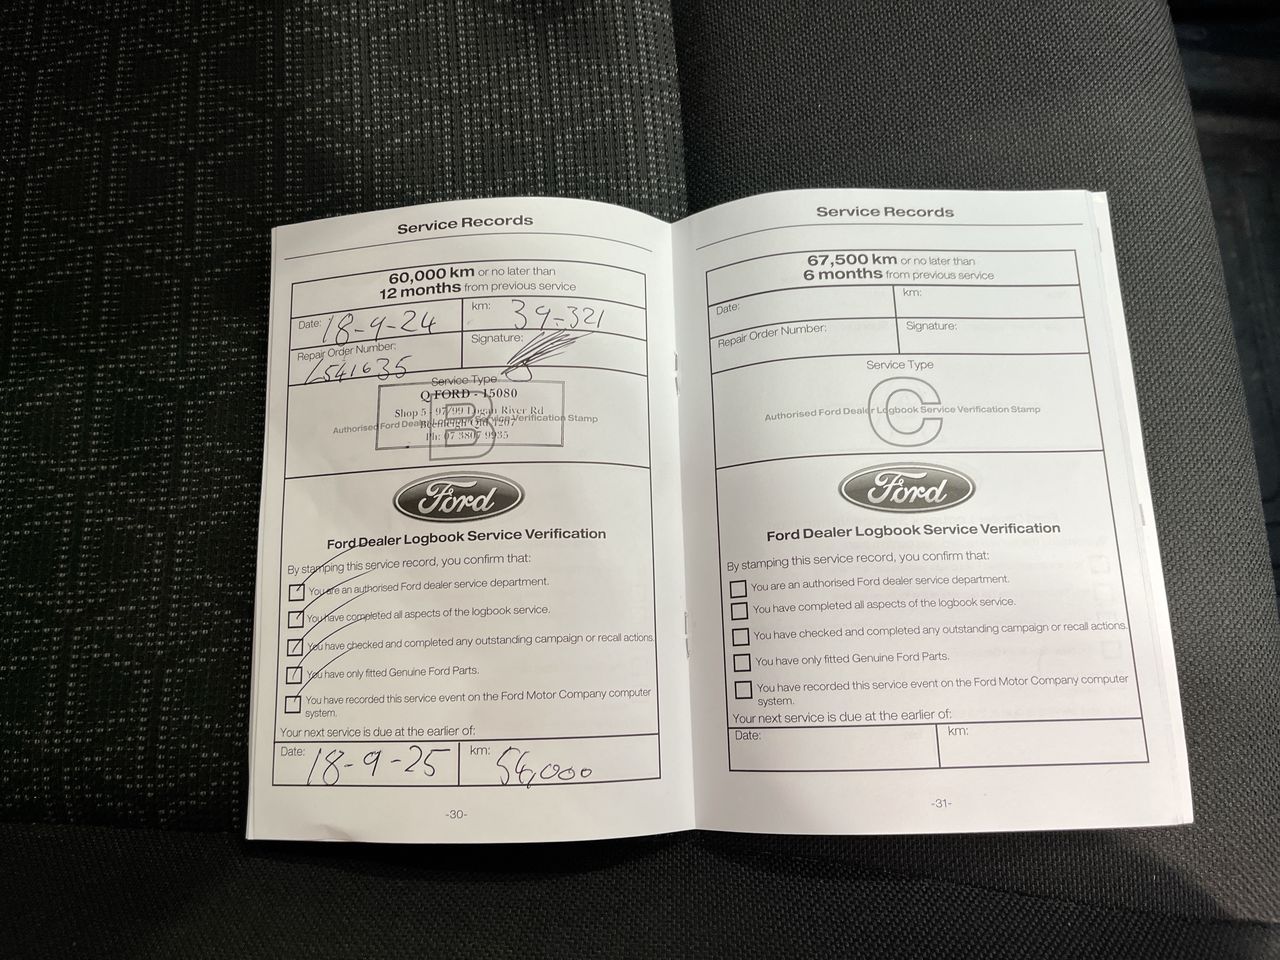 Service Records
60,000 km or no later than
12 months from previous service
Date: 18-9-24
km: 39-321
Repair Order Number:
Signature:
2541635
Service Type
Q FORD - 15080
Shop 5 - 97/99 Logan River Rd
Authorised Ford Dealer Logbook Service Verification Stamp
Beenleigh Qld 4207
Ph: 07 3807 9935
B
Ford
Ford Dealer Logbook Service Verification
By stamping this service record, you confirm that:
You are an authorised Ford dealer service department.
You have completed all aspects of the logbook service.
You have checked and completed any outstanding campaign or recall actions.
You have only fitted Genuine Ford Parts.
You have recorded this service event on the Ford Motor Company computer
system.
Your next service is due at the earlier of:
Date: 18-9-25
km: 54,000
-30-
Service Records
67,500 km or no later than
6 months from previous service
Date:
km:
Repair Order Number:
Signature:
Service Type
Authorised Ford Dealer Logbook Service Verification Stamp
C
Ford
Ford Dealer Logbook Service Verification
By stamping this service record, you confirm that:
You are an authorised Ford dealer service department.
You have completed all aspects of the logbook service.
You have checked and completed any outstanding campaign or recall actions.
You have only fitted Genuine Ford Parts.
You have recorded this service event on the Ford Motor Company computer
system.
Your next service is due at the earlier of:
Date:
km:
-31-